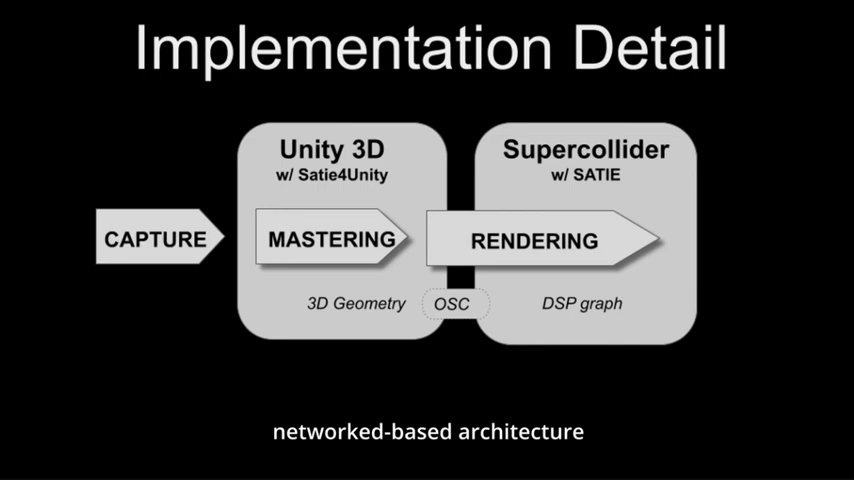 Implementation Detail
Unity 3D
w/ Satie4Unity
Supercollider
w/ SATIE
CAPTURE
MASTERING
RENDERING
3D Geometry
OSC
DSP graph
networked-based architecture